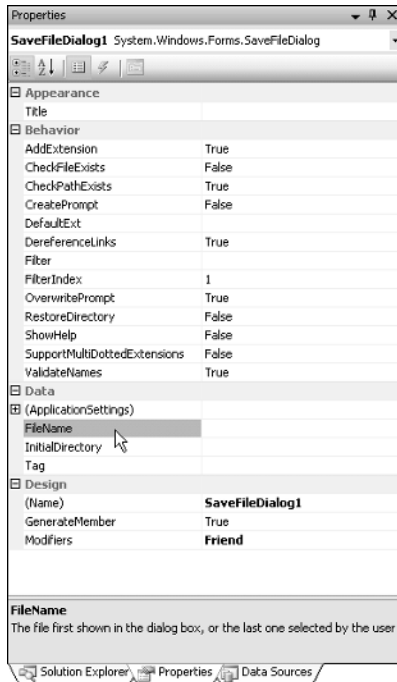 Properties
SaveFileDialog1 System.Windows.Forms.SaveFileDialog
Appearance
Title
Behavior
AddExtension True
CheckFileExists False
CheckPathExists True
CreatePrompt False
DefaultExt
DereferenceLinks True
Filter
FilterIndex 1
OverwritePrompt True
RestoreDirectory False
ShowHelp False
SupportMultiDottedExtensions False
ValidateNames True
Data
(ApplicationSettings)
FileName
InitialDirectory
Tag
Design
(Name) SaveFileDialog1
GenerateMember True
Modifiers Friend
FileName
The file first shown in the dialog box, or the last one selected by the user
Solution Explorer Properties Data Sources